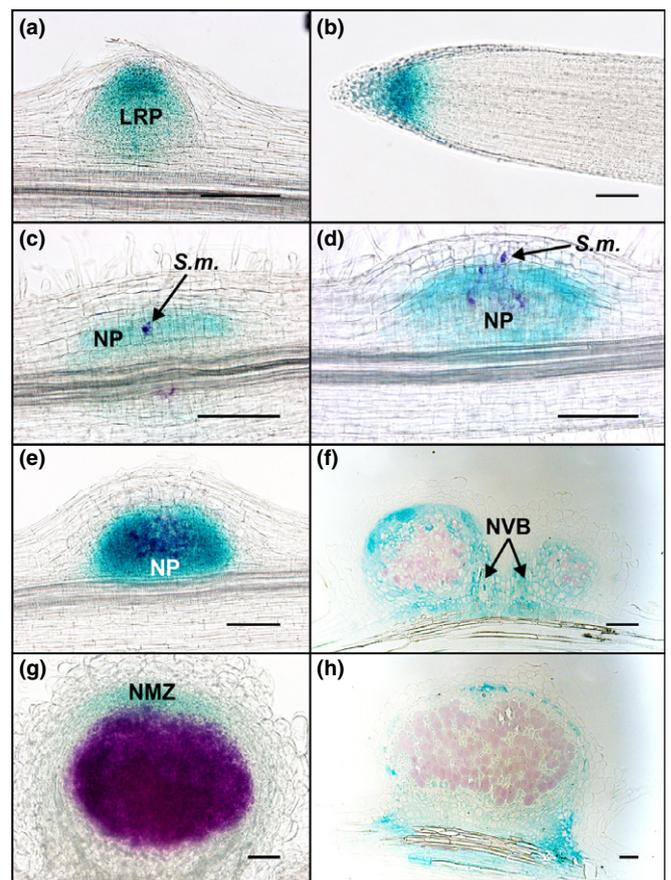 (a)
LRP
(b)
(c)
S.m.
NP
(d)
S.m.
NP
(e)
NP
(f)
NVB
(g)
NMZ
(h)